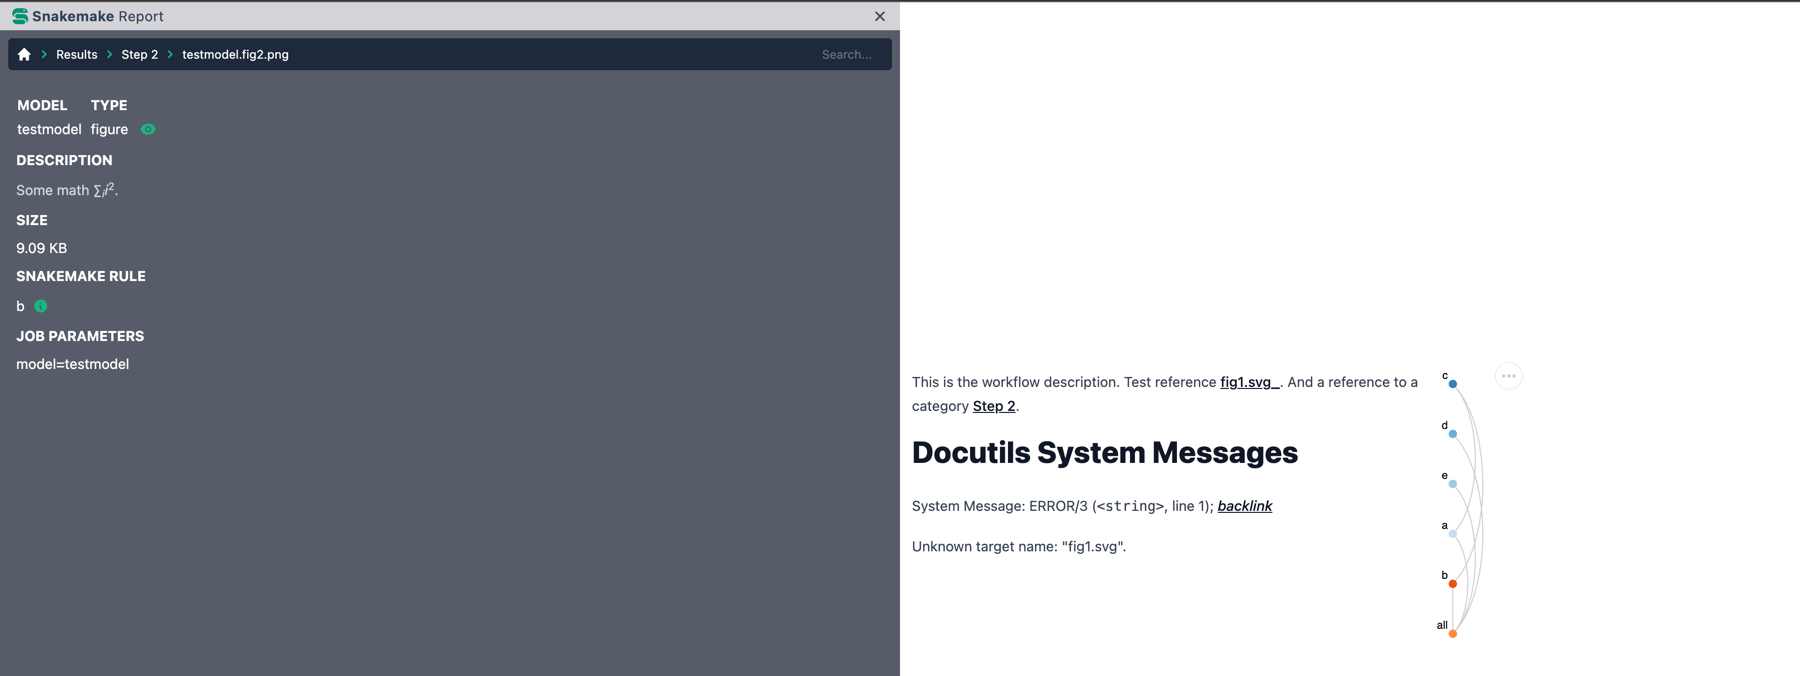 Snakemake Report
Results > Step 2 > testmodel.fig2.png
Search...
MODEL TYPE
testmodel figure
DESCRIPTION
Some math ∑ᵢi².
SIZE
9.09 KB
SNAKEMAKE RULE
b
JOB PARAMETERS
model=testmodel
This is the workflow description. Test reference fig1.svg_. And a reference to a
category Step 2.
Docutils System Messages
System Message: ERROR/3 (<string>, line 1); backlink
Unknown target name: "fig1.svg".
c
d
e
a
b
all